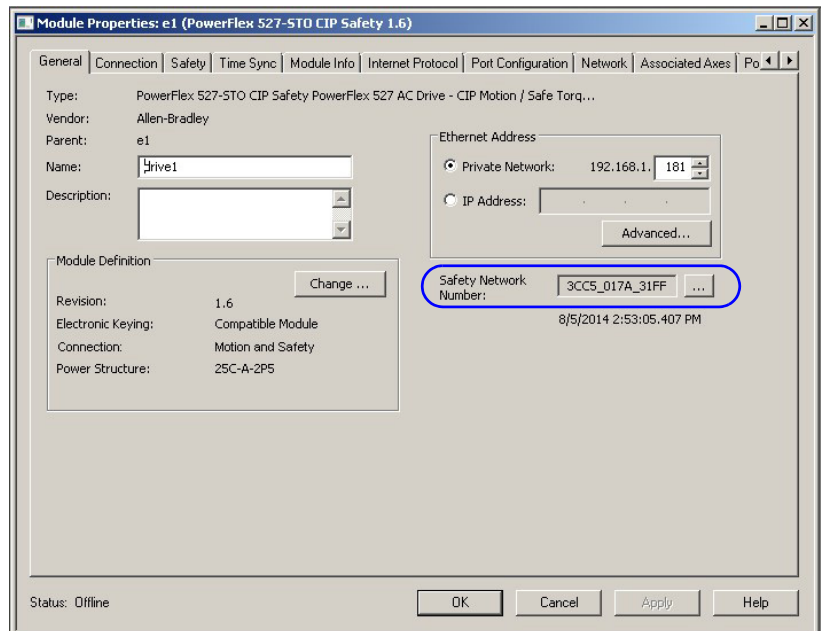 Module Properties: e1 (PowerFlex 527-STO CIP Safety 1.6)
General Connection Safety Time Sync Module Info Internet Protocol Port Configuration Network Associated Axes Po
Type: PowerFlex 527-STO CIP Safety PowerFlex 527 AC Drive - CIP Motion / Safe Torq...
Vendor: Allen-Bradley
Parent: e1
Name: drive1
Description:
Ethernet Address
Private Network: 192.168.1. 181
IP Address: . . .
Advanced...
Module Definition
Change ...
Revision: 1.6
Electronic Keying: Compatible Module
Connection: Motion and Safety
Power Structure: 25C-A-2P5
Safety Network
Number: 3CC5_017A_31FF ...
8/5/2014 2:53:05.407 PM
Status: Offline
OK Cancel Apply Help